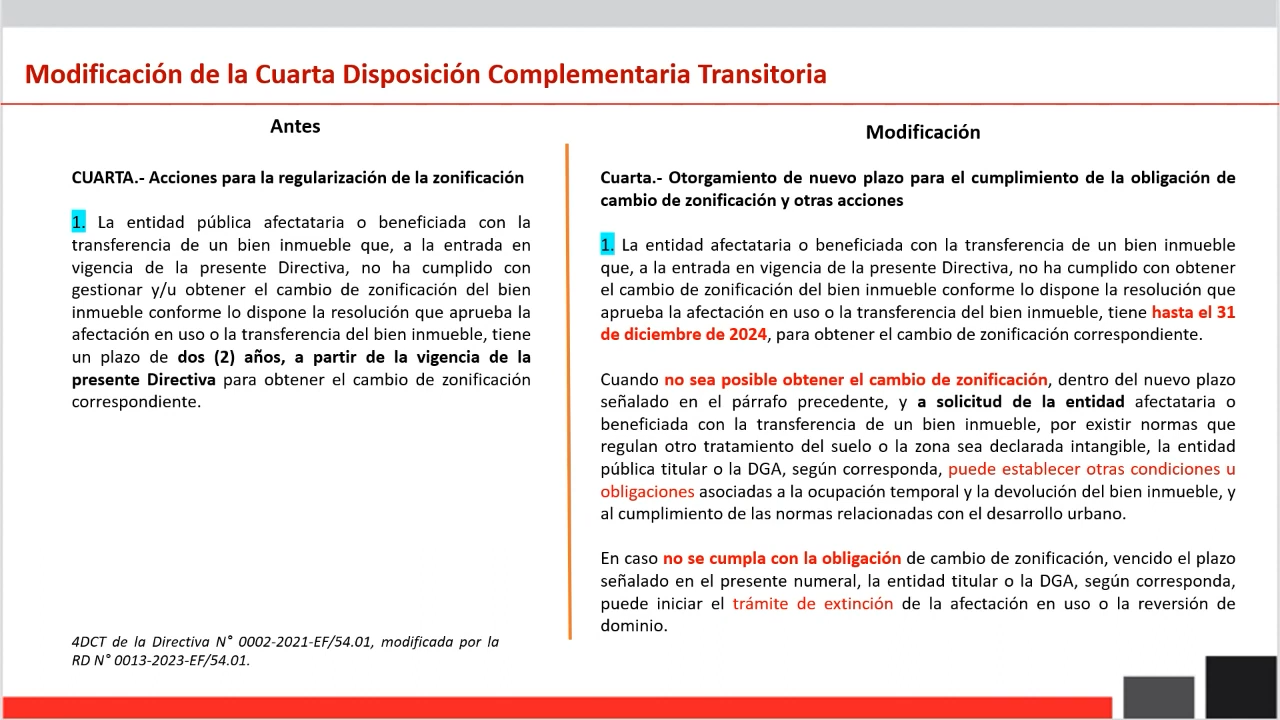 Modificación de la Cuarta Disposición Complementaria Transitoria
Antes
CUARTA.- Acciones para la regularización de la zonificación
1. La entidad pública afectataria o beneficiada con la
transferencia de un bien inmueble que, a la entrada en
vigencia de la presente Directiva, no ha cumplido con
gestionar y/u obtener el cambio de zonificación del bien
inmueble conforme lo dispone la resolución que aprueba la
afectación en uso o la transferencia del bien inmueble, tiene
un plazo de dos (2) años, a partir de la vigencia de la
presente Directiva para obtener el cambio de zonificación
correspondiente.
4DCT de la Directiva N° 0002-2021-EF/54.01, modificada por la
RD N° 0013-2023-EF/54.01.
Modificación
Cuarta.- Otorgamiento de nuevo plazo para el cumplimiento de la obligación de
cambio de zonificación y otras acciones
1. La entidad afectataria o beneficiada con la transferencia de un bien inmueble
que, a la entrada en vigencia de la presente Directiva, no ha cumplido con obtener
el cambio de zonificación del bien inmueble conforme lo dispone la resolución que
aprueba la afectación en uso o la transferencia del bien inmueble, tiene hasta el 31
de diciembre de 2024, para obtener el cambio de zonificación correspondiente.
Cuando no sea posible obtener el cambio de zonificación, dentro del nuevo plazo
señalado en el párrafo precedente, y a solicitud de la entidad afectataria o
beneficiada con la transferencia de un bien inmueble, por existir normas que
regulan otro tratamiento del suelo o la zona sea declarada intangible, la entidad
pública titular o la DGA, según corresponda, puede establecer otras condiciones u
obligaciones asociadas a la ocupación temporal y la devolución del bien inmueble, y
al cumplimiento de las normas relacionadas con el desarrollo urbano.
En caso no se cumpla con la obligación de cambio de zonificación, vencido el plazo
señalado en el presente numeral, la entidad titular o la DGA, según corresponda,
puede iniciar el trámite de extinción de la afectación en uso o la reversión de
dominio.